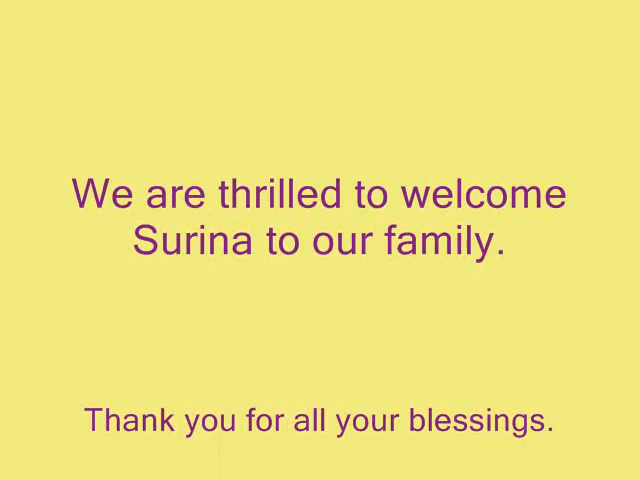 We are thrilled to welcome
Surina to our family.
Thank you for all your blessings.